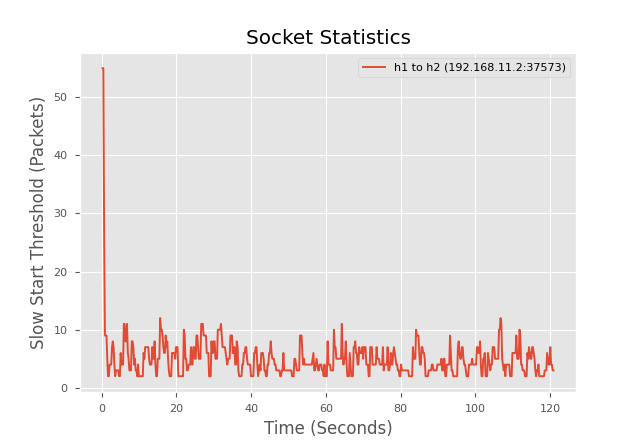 Socket Statistics
h1 to h2 (192.168.11.2:37573)
Slow Start Threshold (Packets)
50
40
30
20
10
0
0 20 40 60 80 100 120
Time (Seconds)